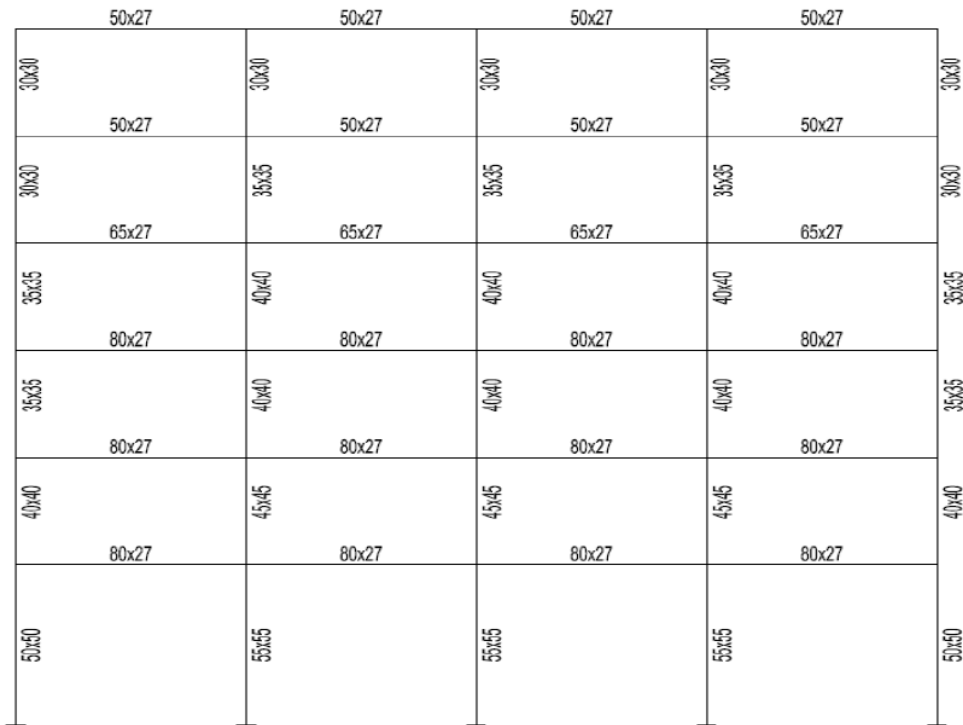 50x27 50x27 50x27 50x27
30x30 30x30 30x30 30x30 30x30
50x27 50x27 50x27 50x27
30x30 35x35 35x35 35x35 30x30
65x27 65x27 65x27 65x27
35x35 40x40 40x40 40x40 35x35
80x27 80x27 80x27 80x27
35x35 40x40 40x40 40x40 35x35
80x27 80x27 80x27 80x27
40x40 45x45 45x45 45x45 40x40
80x27 80x27 80x27 80x27
50x50 55x55 55x55 55x55 50x50